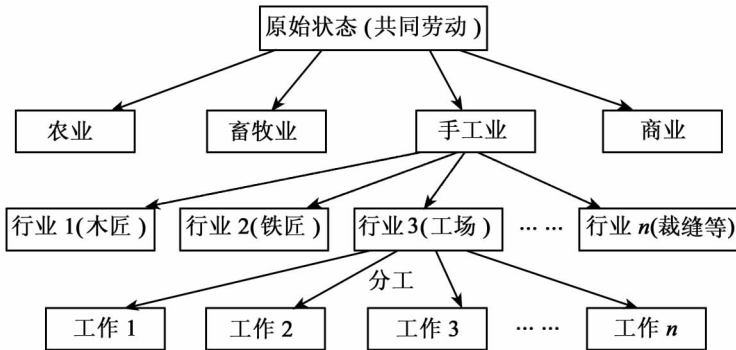 原始状态(共同劳动)
农业 畜牧业 手工业 商业
行业 1(木匠) 行业 2(铁匠) 行业 3(工场) …… 行业 n(裁缝等)
分工
工作 1 工作 2 工作 3 …… 工作 n